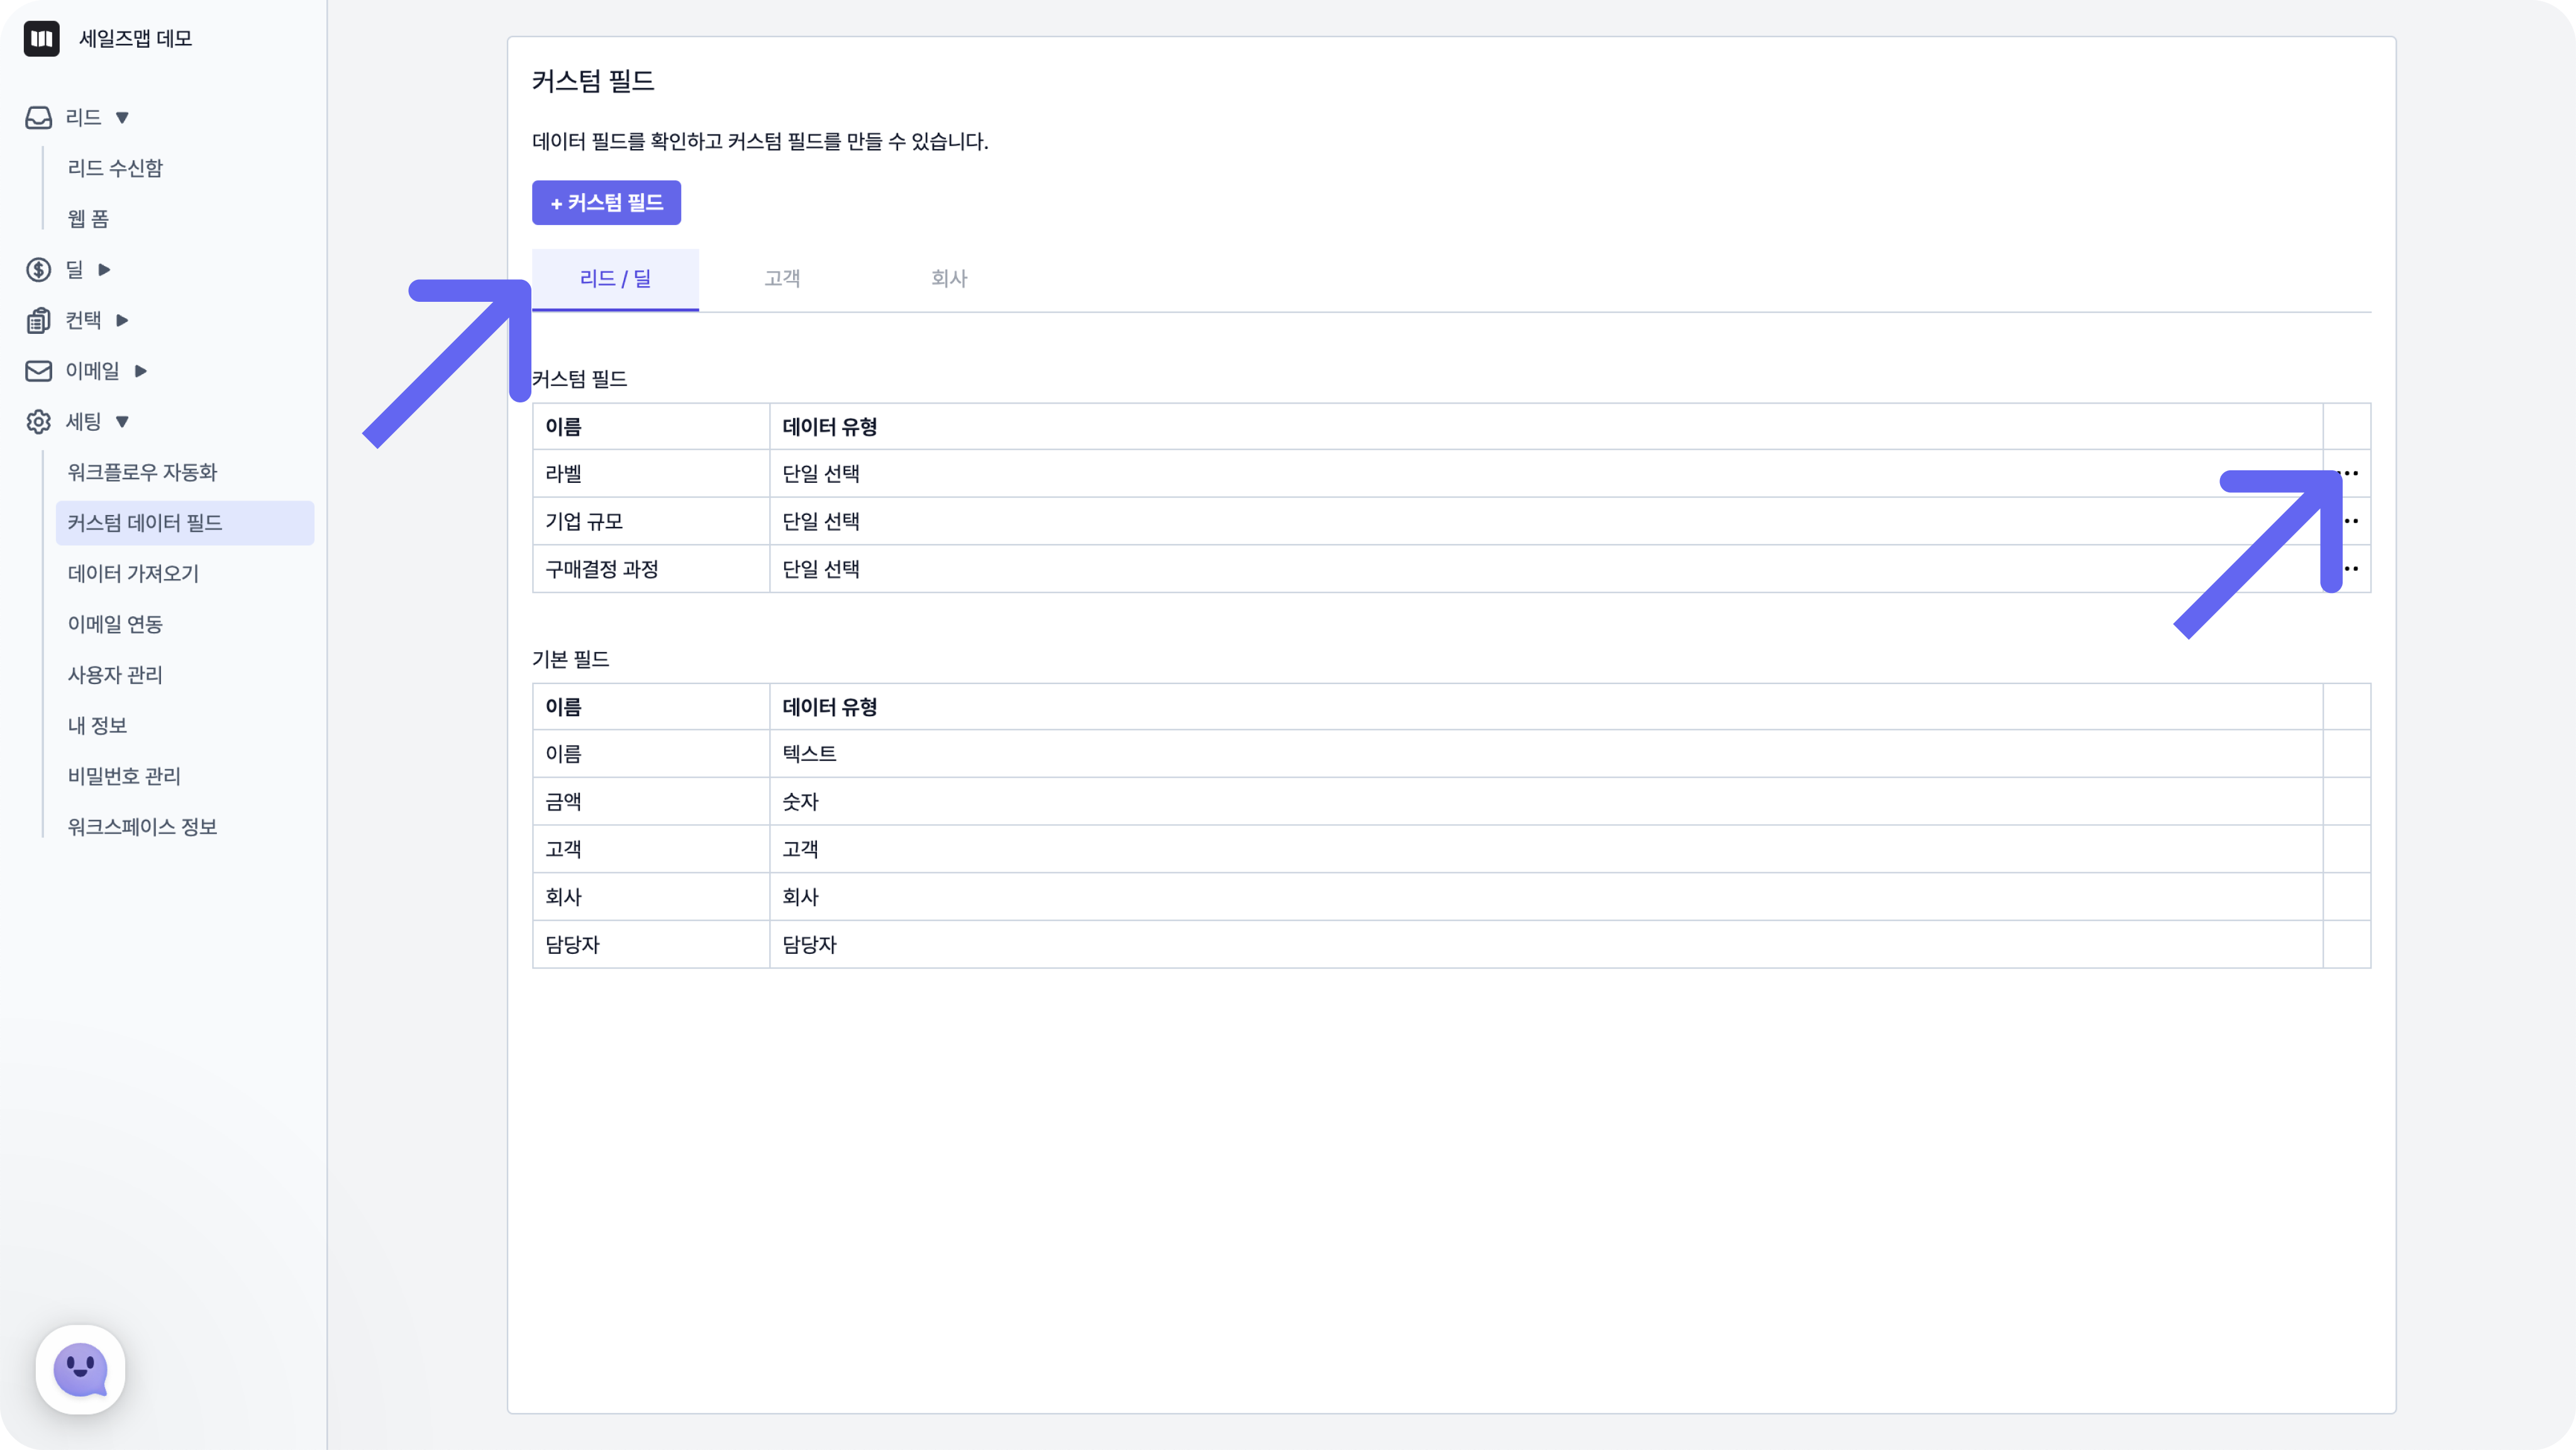 세일즈맵 데모
리드
리드 수신함
웹 폼
딜
컨택
이메일
세팅
워크플로우 자동화
커스텀 데이터 필드
데이터 가져오기
이메일 연동
사용자 관리
내 정보
비밀번호 관리
워크스페이스 정보
커스텀 필드
데이터 필드를 확인하고 커스텀 필드를 만들 수 있습니다.
+ 커스텀 필드
리드 / 딜 고객 회사
커스텀 필드
이름 데이터 유형
라벨 단일 선택
기업 규모 단일 선택
구매결정 과정 단일 선택
기본 필드
이름 데이터 유형
이름 텍스트
금액 숫자
고객 고객
회사 회사
담당자 담당자